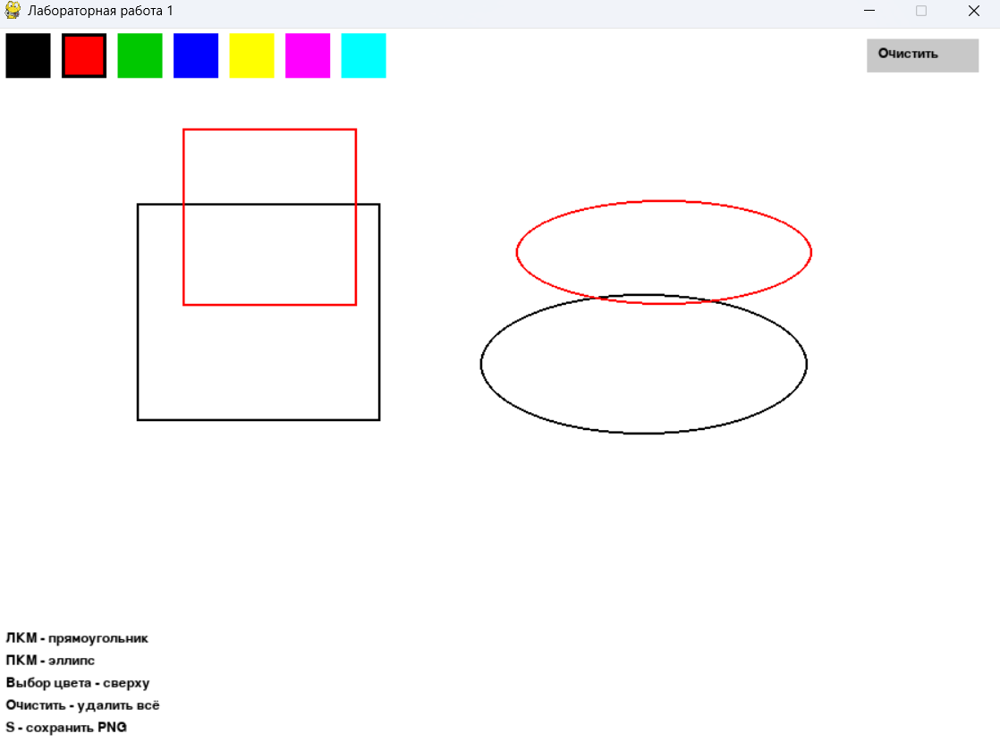 Лабораторная работа 1
Очистить
ЛКМ - прямоугольник
ПКМ - эллипс
Выбор цвета - сверху
Очистить - удалить всё
S - сохранить PNG